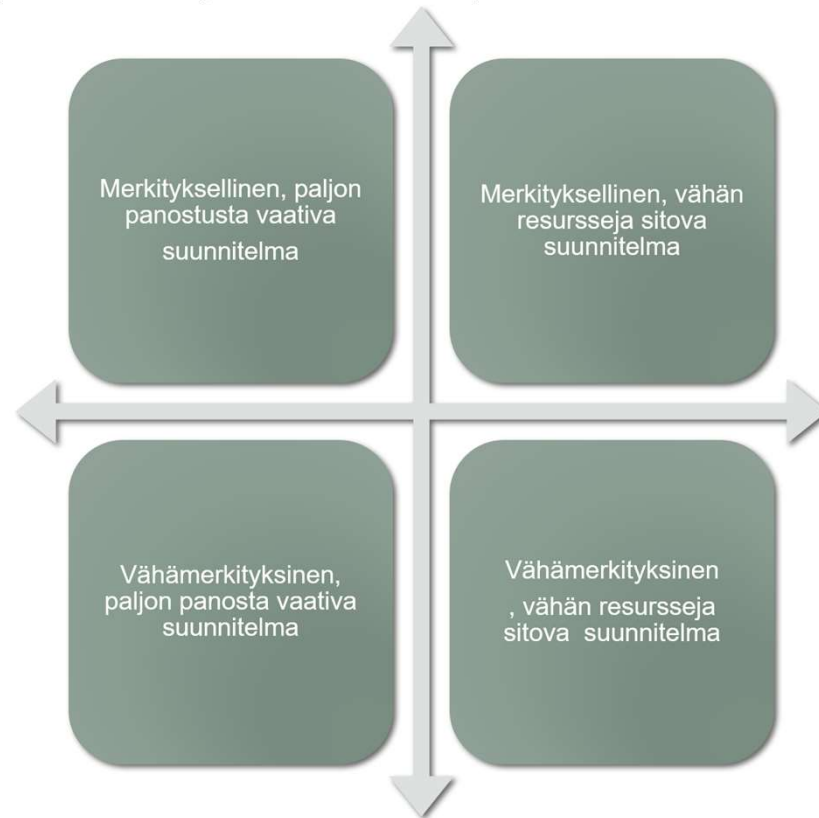 Merkityksellinen, paljon
panostusta vaativa
suunnitelma
Merkityksellinen, vähän
resursseja sitova
suunnitelma
Vähämerkityksinen,
paljon panosta vaativa
suunnitelma
Vähämerkityksinen
, vähän resursseja
sitova  suunnitelma